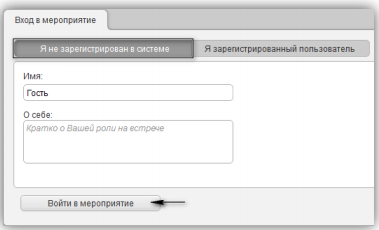 Вход в мероприятие
Я не зарегистрирован в системе
Я зарегистрированный пользователь
Имя:
Гость
О себе:
Кратко о Вашей роли на встрече
Войти в мероприятие